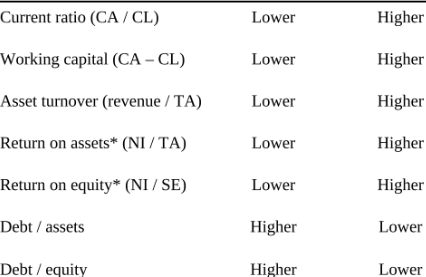 Current ratio (CA / CL) Lower Higher
Working capital (CA – CL) Lower Higher
Asset turnover (revenue / TA) Lower Higher
Return on assets* (NI / TA) Lower Higher
Return on equity* (NI / SE) Lower Higher
Debt / assets Higher Lower
Debt / equity Higher Lower